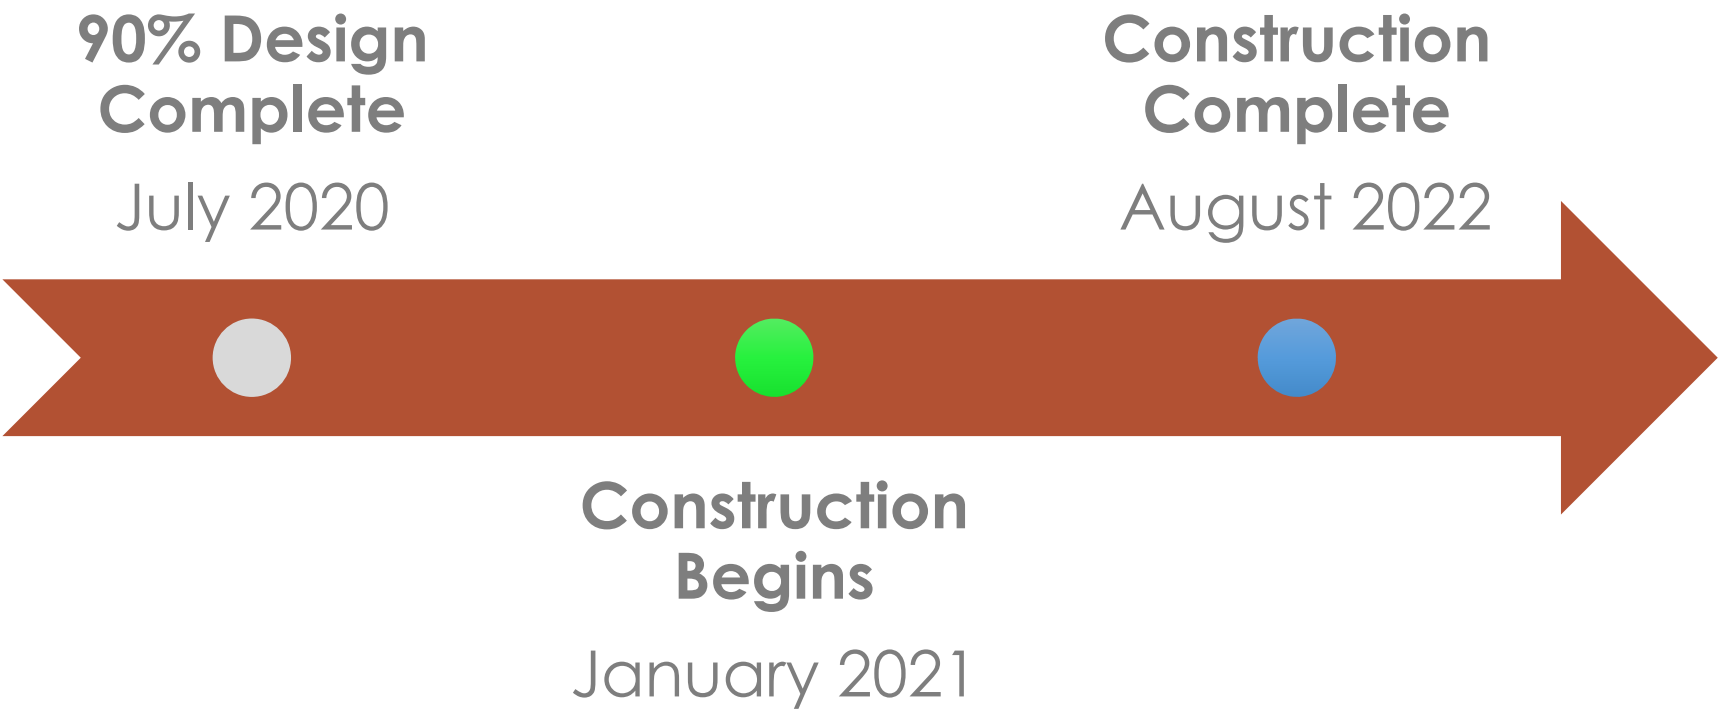 90% Design
Complete
July 2020
Construction
Begins
January 2021
Construction
Complete
August 2022